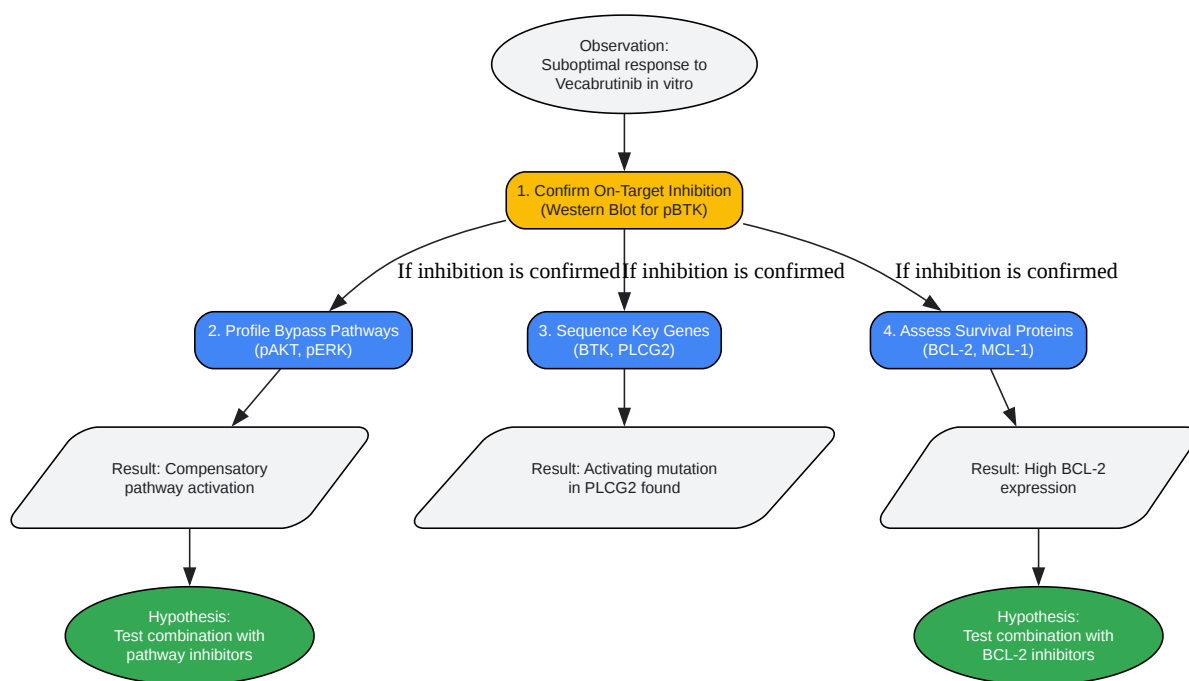 Observation:
Suboptimal response to
Vecabrutinib in vitro
1. Confirm On-Target Inhibition
(Western Blot for pBTK)
If inhibition is confirmed
If inhibition is confirmed
If inhibition is confirmed
2. Profile Bypass Pathways
(pAKT, pERK)
3. Sequence Key Genes
(BTK, PLCG2)
4. Assess Survival Proteins
(BCL-2, MCL-1)
Result: Compensatory
pathway activation
Result: Activating mutation
in PLCG2 found
Result: High BCL-2
expression
Hypothesis:
Test combination with
pathway inhibitors
Hypothesis:
Test combination with
BCL-2 inhibitors